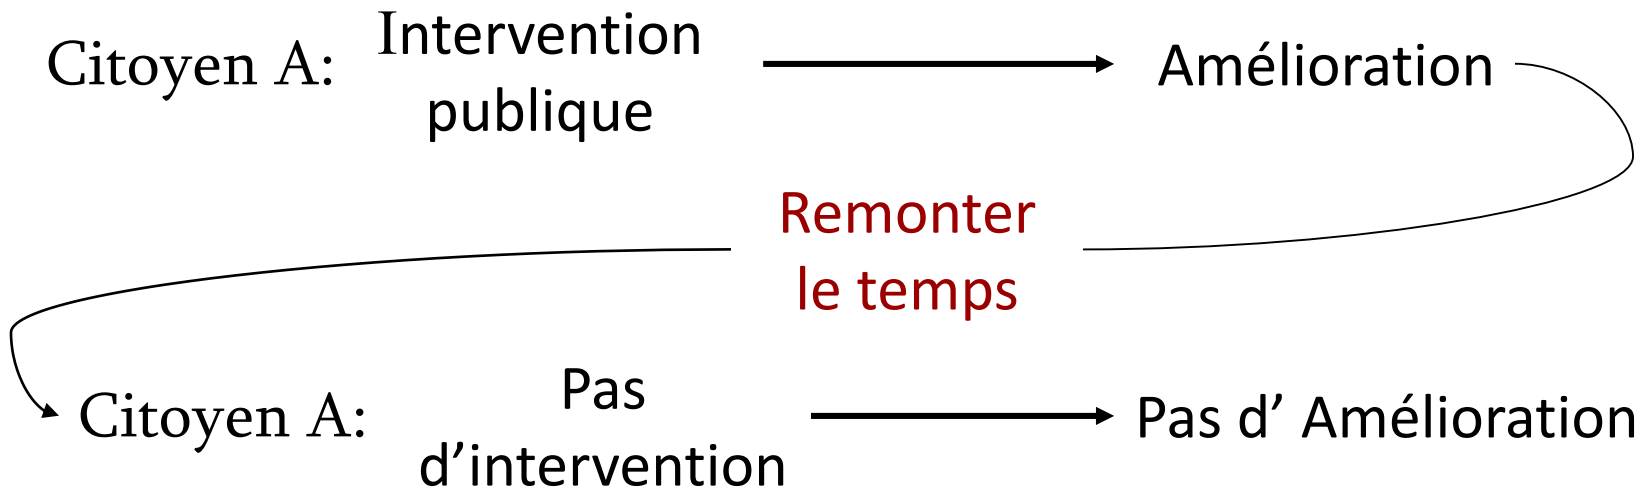 Citoyen A: Intervention
publique
Amélioration
Remonter
le temps
Citoyen A:
Pas
d’intervention
Pas d’ Amélioration